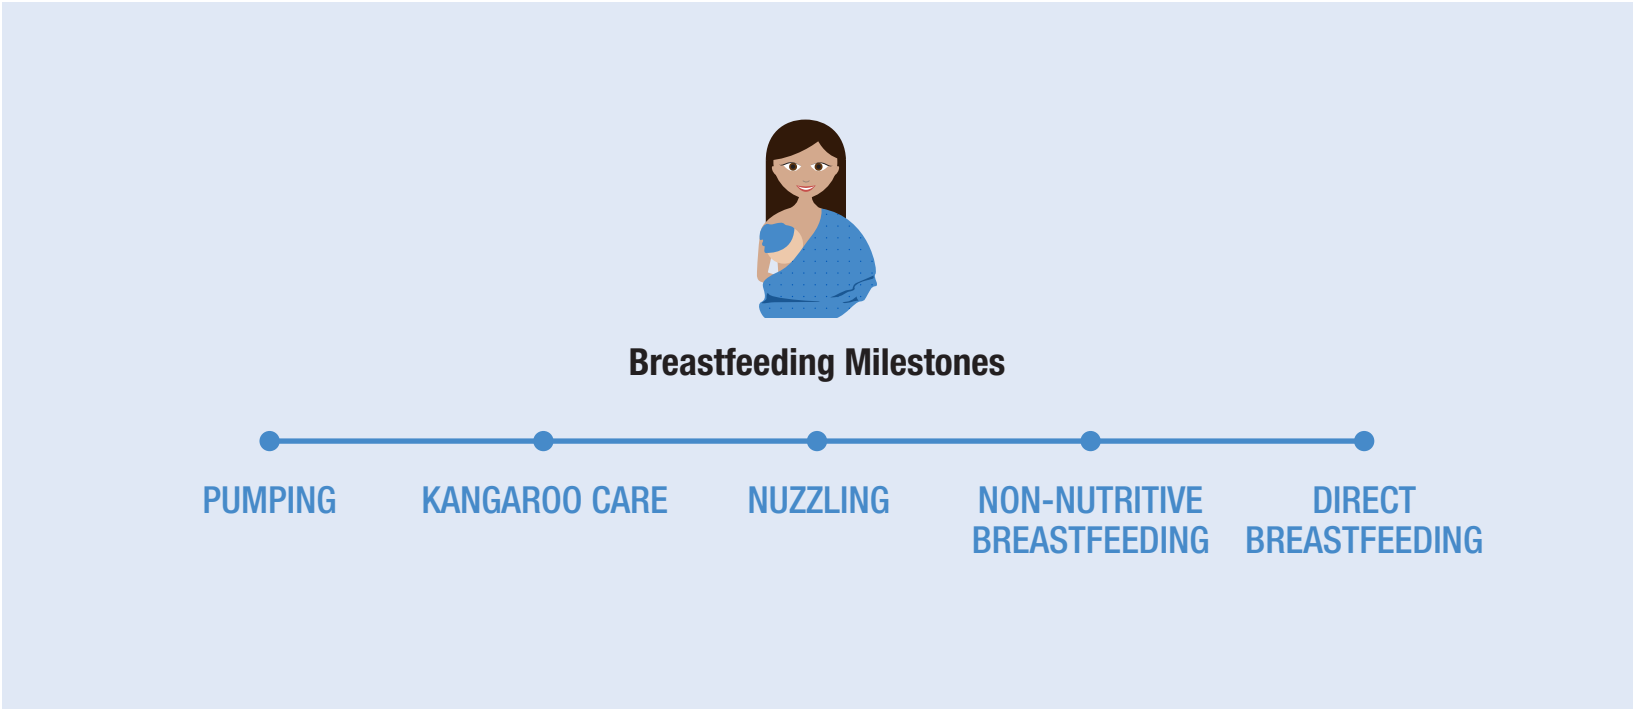 Breastfeeding Milestones
PUMPING
KANGAROO CARE
NUZZLING
NON-NUTRITIVE
BREASTFEEDING
DIRECT
BREASTFEEDING